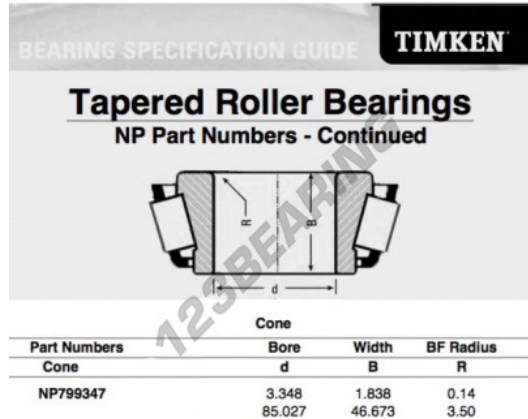 BEARING SPECIFICATION GUIDE
TIMKEN
Tapered Roller Bearings
NP Part Numbers - Continued
R
B
d
123BEARING
Cone
Part Numbers Bore Width BF Radius
Cone d B R
NP799347 3.348 1.838 0.14
85.027 46.673 3.50